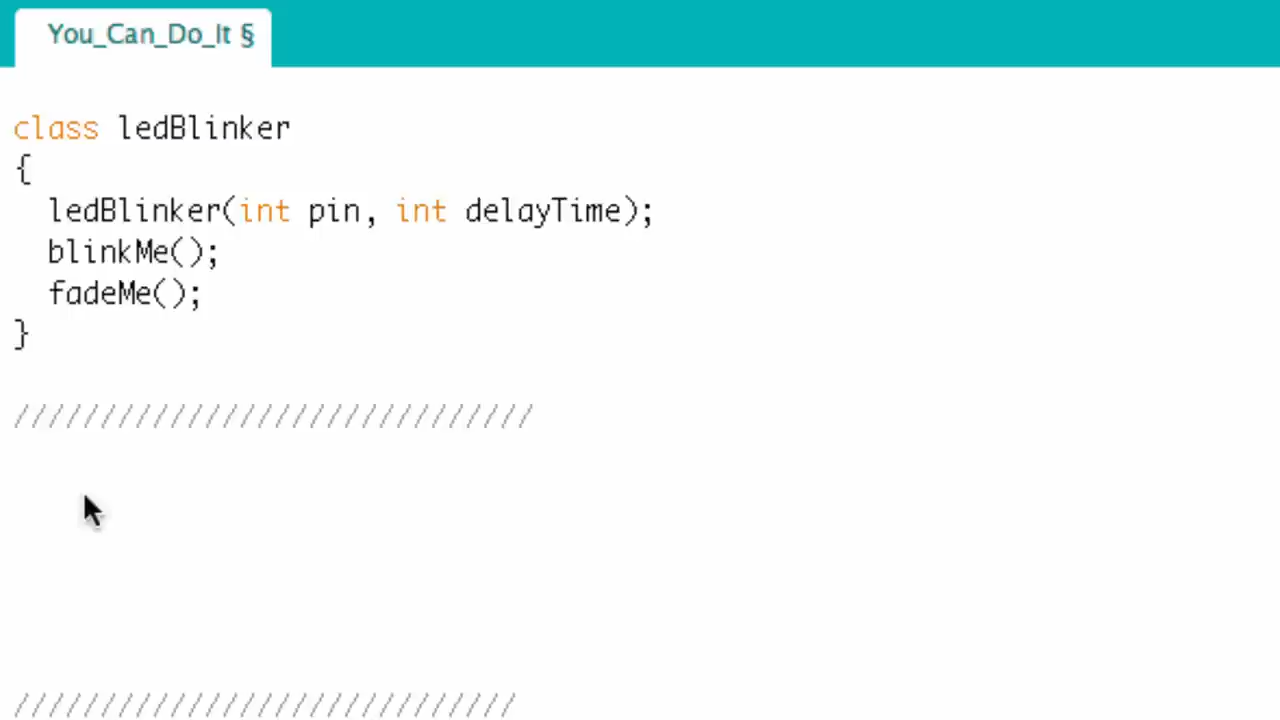 You_Can_Do_It §
class ledBlinker
{
ledBlinker(int pin, int delayTime);
blinkMe();
fadeMe();
}
//////////////////////////////
/////////////////////////////